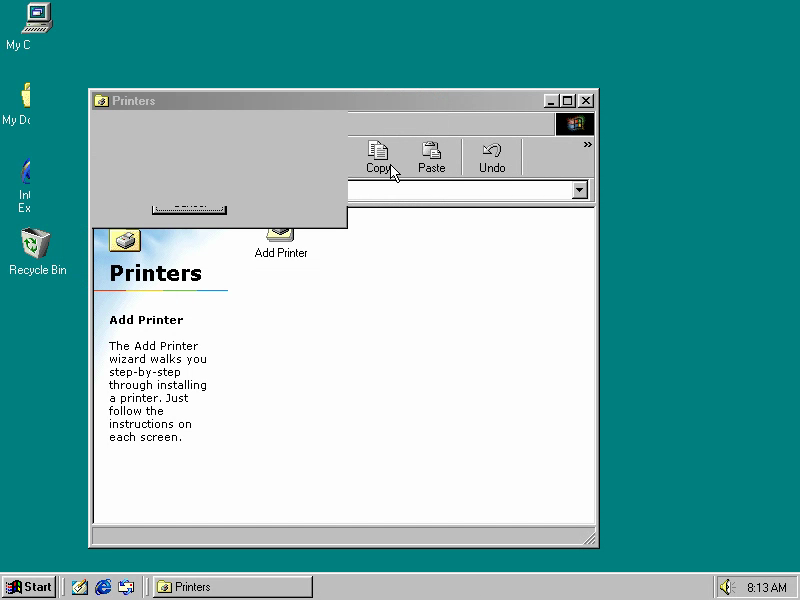 My C
My Do
Int
Ex
Recycle Bin
Printers
Copy
Paste
Undo
»
Add Printer
Printers
Add Printer
The Add Printer
wizard walks you
step-by-step
through installing
a printer. Just
follow the
instructions on
each screen.
Start
Printers
8:13 AM